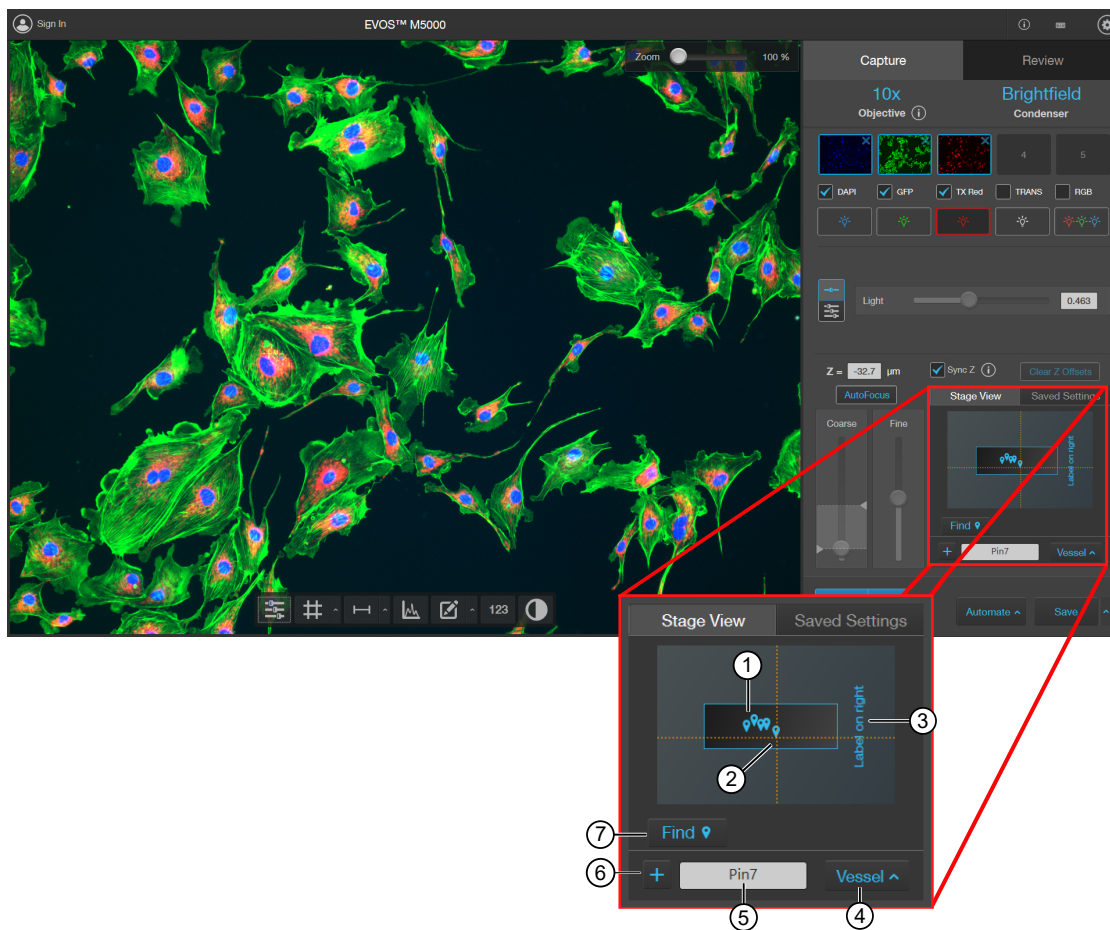 Sign In
EVOS™ M5000
Zoom 100 %
Capture Review
10x Brightfield
Objective Condenser
4 5
DAPI GFP TX Red TRANS RGB
Light 0.463
Z = -32.7 μm Sync Z Clear Z Offsets
AutoFocus
Stage View Saved Settings
Coarse Fine
Label on right
Find
+ Pin7 Vessel
123
Automate Save
Stage View Saved Settings
1
Label on right
3
2
7 Find
6 + Pin7 Vessel
5 4